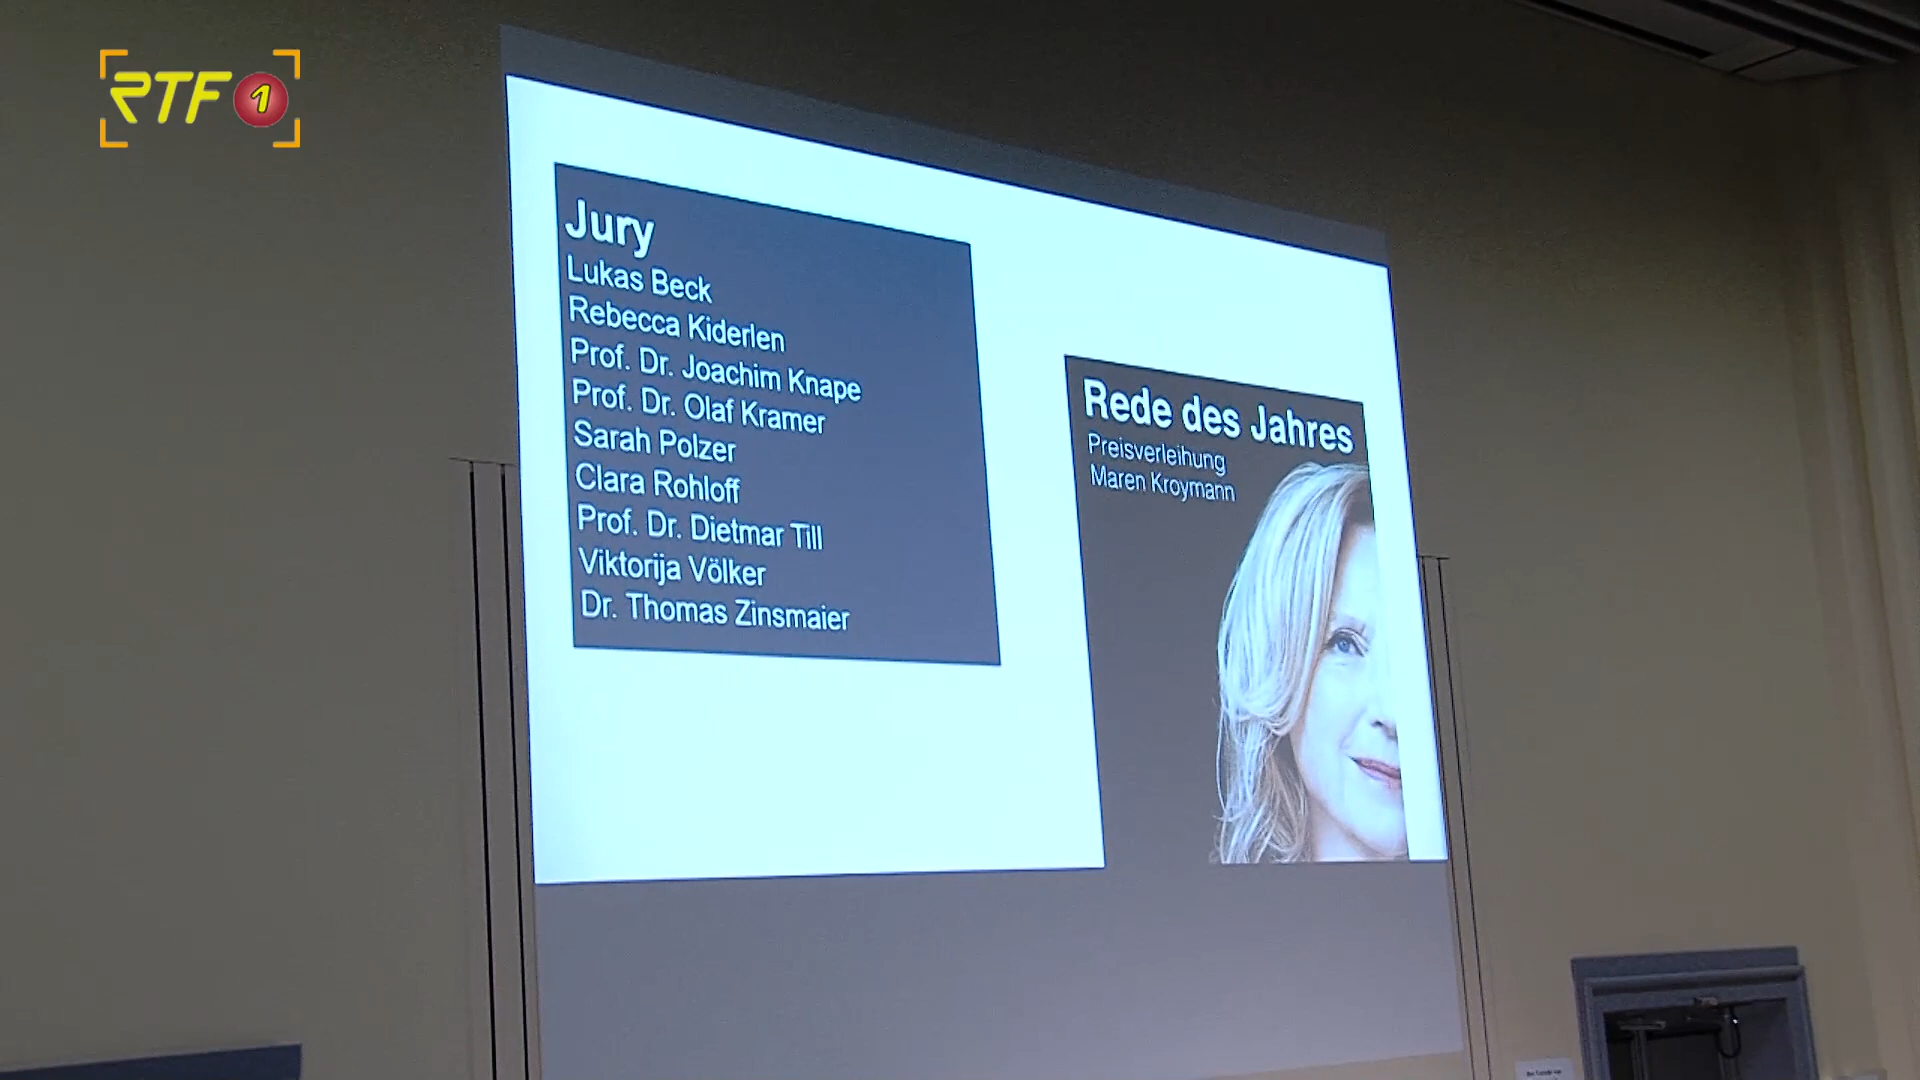 RTF 1
Jury
Lukas Beck
Rebecca Kiderlen
Prof. Dr. Joachim Knape
Prof. Dr. Olaf Kramer
Sarah Polzer
Clara Rohloff
Prof. Dr. Dietmar Till
Viktorija Völker
Dr. Thomas Zinsmaier
Rede des Jahres
Preisverleihung
Maren Kroymann